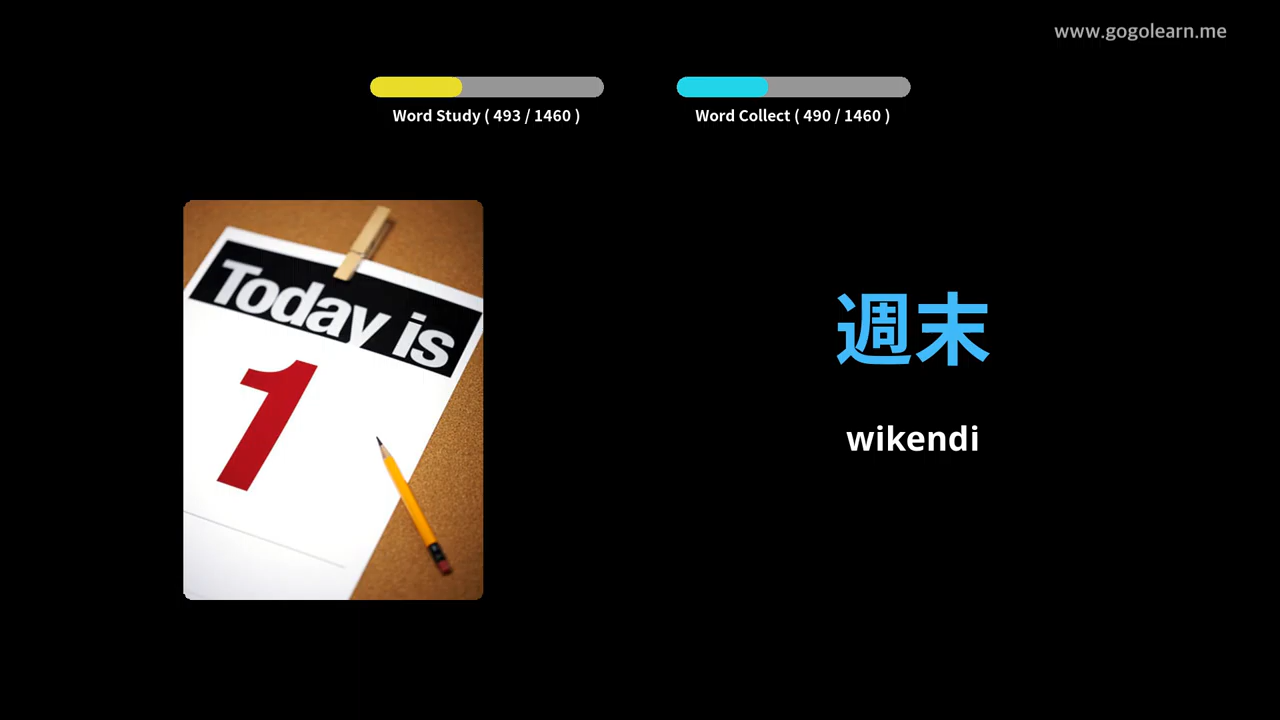 www.gogolearn.me
Word Study ( 493 / 1460 )
Word Collect ( 490 / 1460 )
Today is
1
週末
wikendi